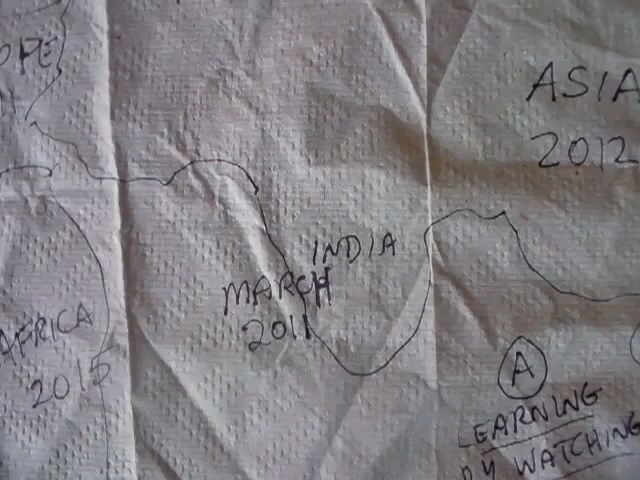 OPE
ASIA
2012
INDIA
MARCH
2011
AFRICA
2015
A
LEARNING
BY WATCHING